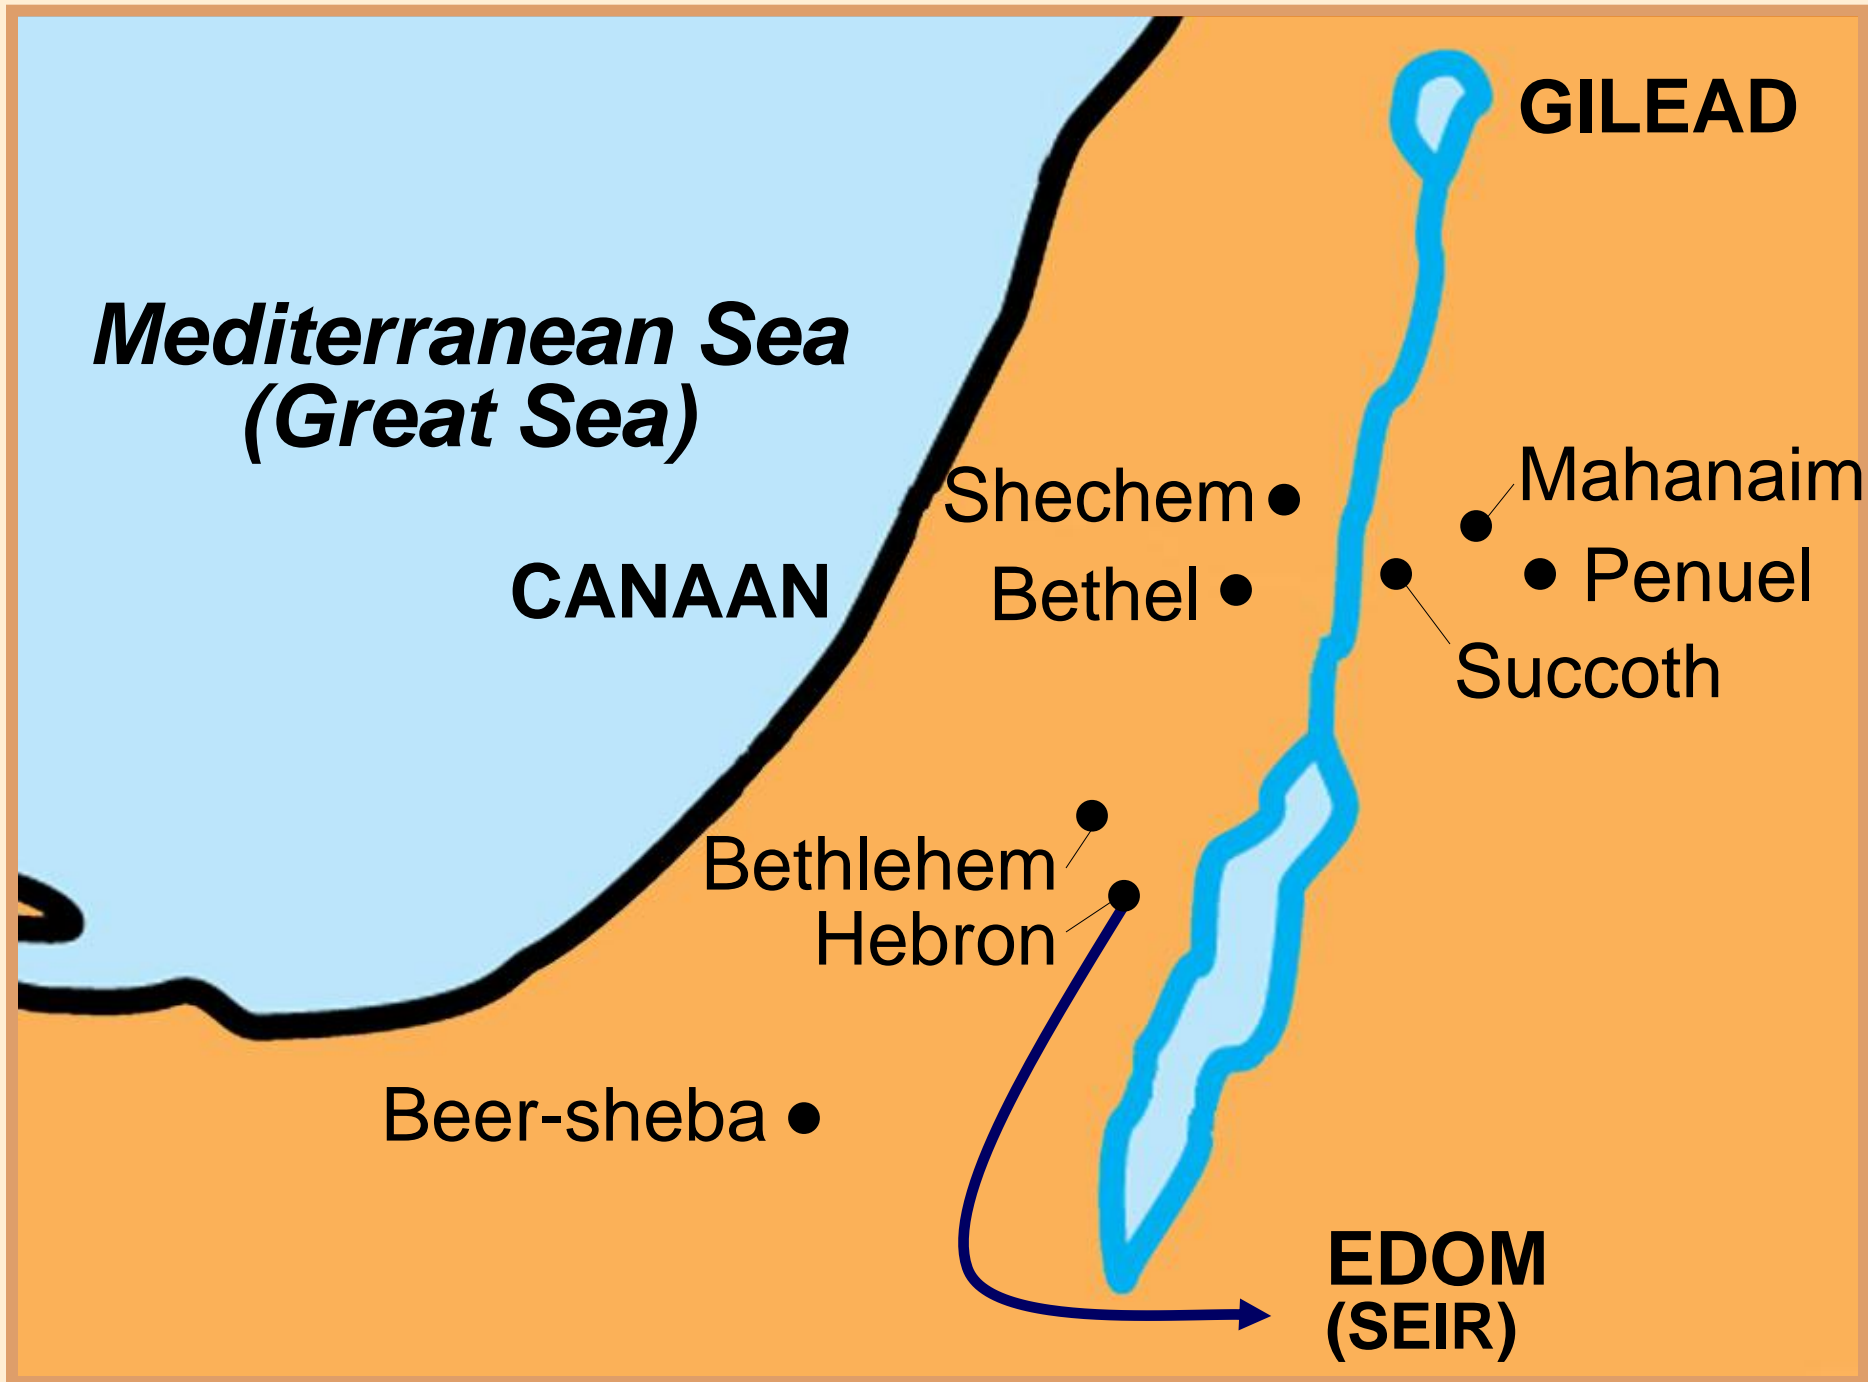 GILEAD
Mediterranean Sea
(Great Sea)
Mahanaim
Shechem
Penuel
CANAAN
Bethel
Succoth
Bethlehem
Hebron
Beer-sheba
EDOM
(SEIR)